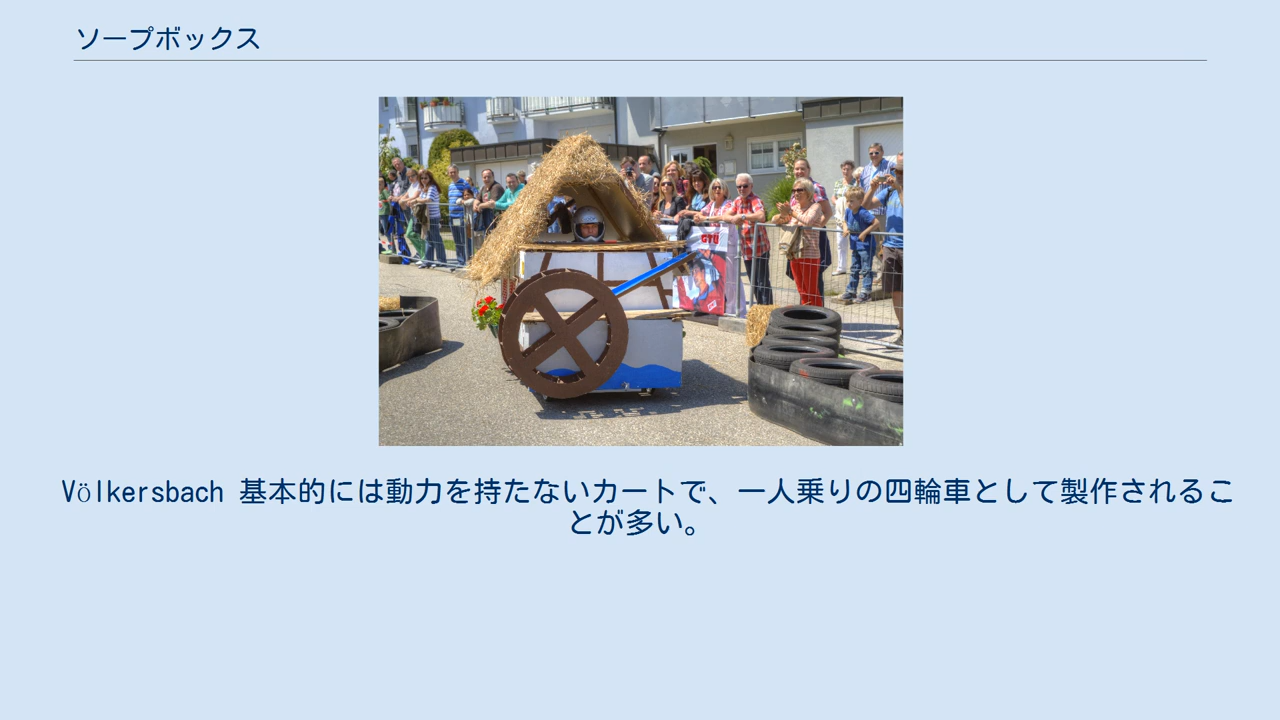 ソープボックス
GTÜ
Völkersbach 基本的には動力を持たないカートで、一人乗りの四輪車として製作されるこ
とが多い。